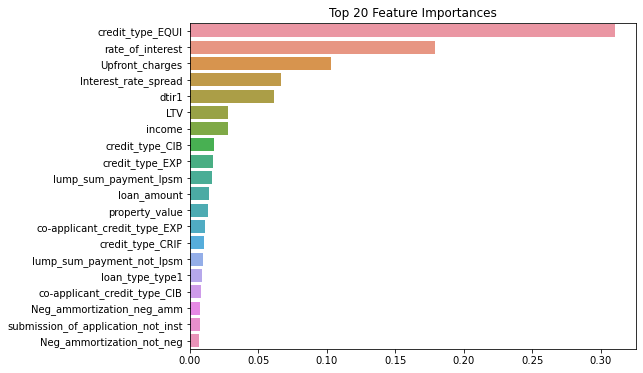 Top 20 Feature Importances
credit_type_EQUI
rate_of_interest
Upfront_charges
Interest_rate_spread
dtir1
LTV
income
credit_type_CIB
credit_type_EXP
lump_sum_payment_lpsm
loan_amount
property_value
co-applicant_credit_type_EXP
credit_type_CRIF
lump_sum_payment_not_lpsm
loan_type_type1
co-applicant_credit_type_CIB
Neg_ammortization_neg_amm
submission_of_application_not_inst
Neg_ammortization_not_neg
0.00 0.05 0.10 0.15 0.20 0.25 0.30